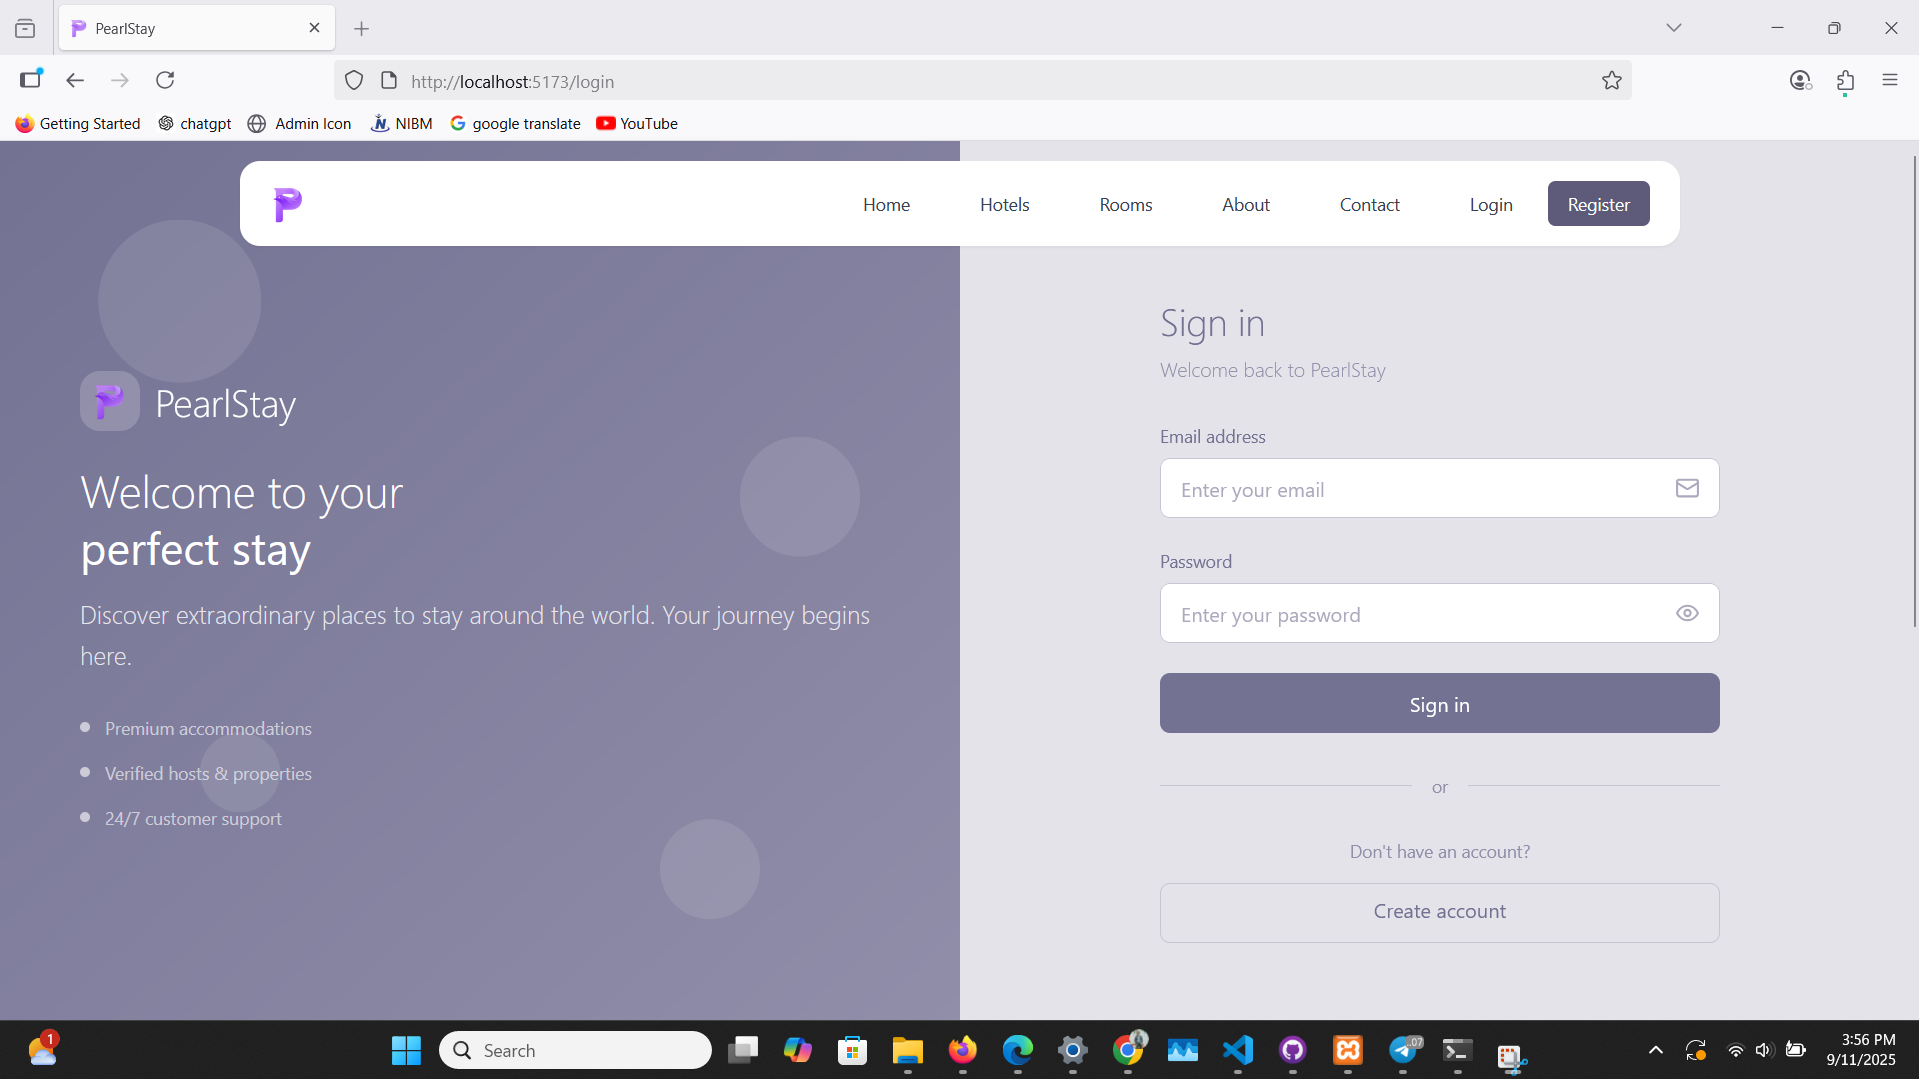 PearlStay
http://localhost:5173/login
Getting Started
chatgpt
Admin Icon
NIBM
google translate
YouTube
Home
Hotels
Rooms
About
Contact
Login
Register
PearlStay
Welcome to your
perfect stay
Discover extraordinary places to stay around the world. Your journey begins
here.
Premium accommodations
Verified hosts & properties
24/7 customer support
Sign in
Welcome back to PearlStay
Email address
Enter your email
Password
Enter your password
Sign in
or
Don't have an account?
Create account
1
Search
..07
3:56 PM
9/11/2025